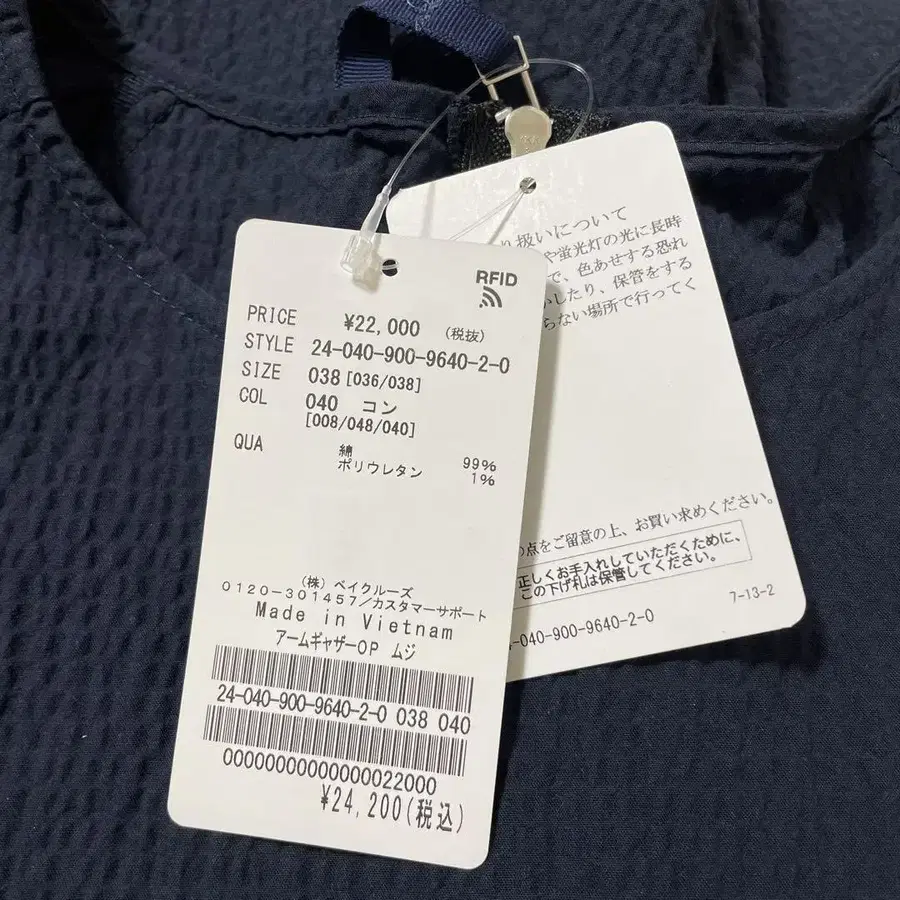 RFID
PRICE ¥22,000 (税抜)
STYLE 24-040-900-9640-2-0
SIZE 038 [036/038]
COL 040 コン
[008/048/040]
QUA 綿 99%
ポリウレタン 1%
(株) ベイクルーズ
0120-301457/カスタマーサポート
Made in Vietnam
アームギャザーOP ムジ
24-040-900-9640-2-0 038 040
0000000000000022000
¥24,200(税込)
り扱いについて
や蛍光灯の光に長時
で、色あせする恐れ
したり、保管をする
らない場所で行ってく
の点をご留意の上、お買い求めください。
正しくお手入れしていただくために、
この下げ札は保管してください。
-040-900-9640-2-0
7-13-2